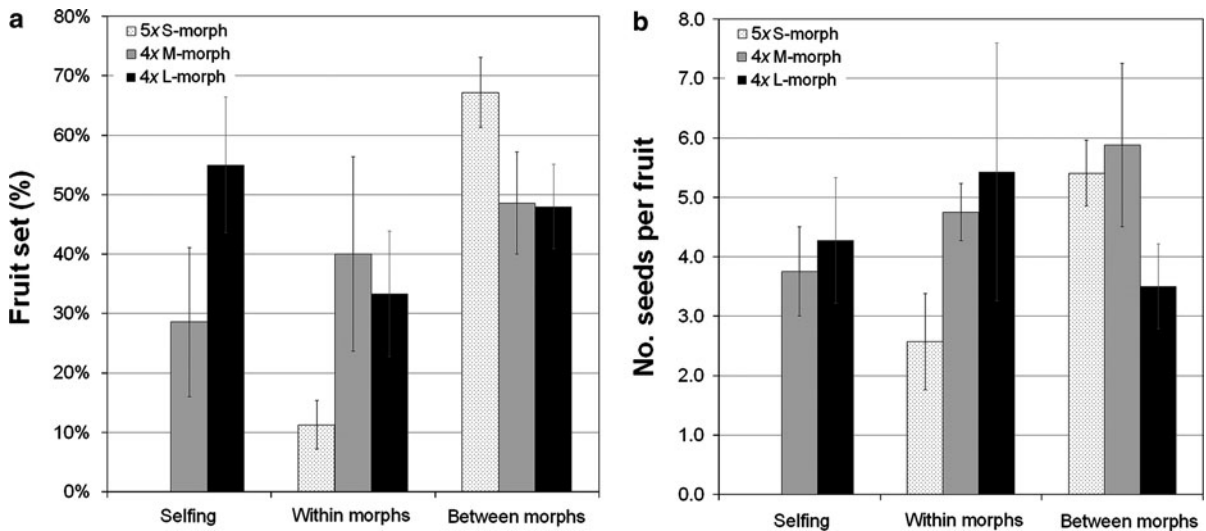 a
Fruit set (%)
80%
70%
60%
50%
40%
30%
20%
10%
0%
5x S-morph
4x M-morph
4x L-morph
Selfing
Within morphs
Between morphs
b
No. seeds per fruit
8.0
7.0
6.0
5.0
4.0
3.0
2.0
1.0
0.0
5x S-morph
4x M-morph
4x L-morph
Selfing
Within morphs
Between morphs